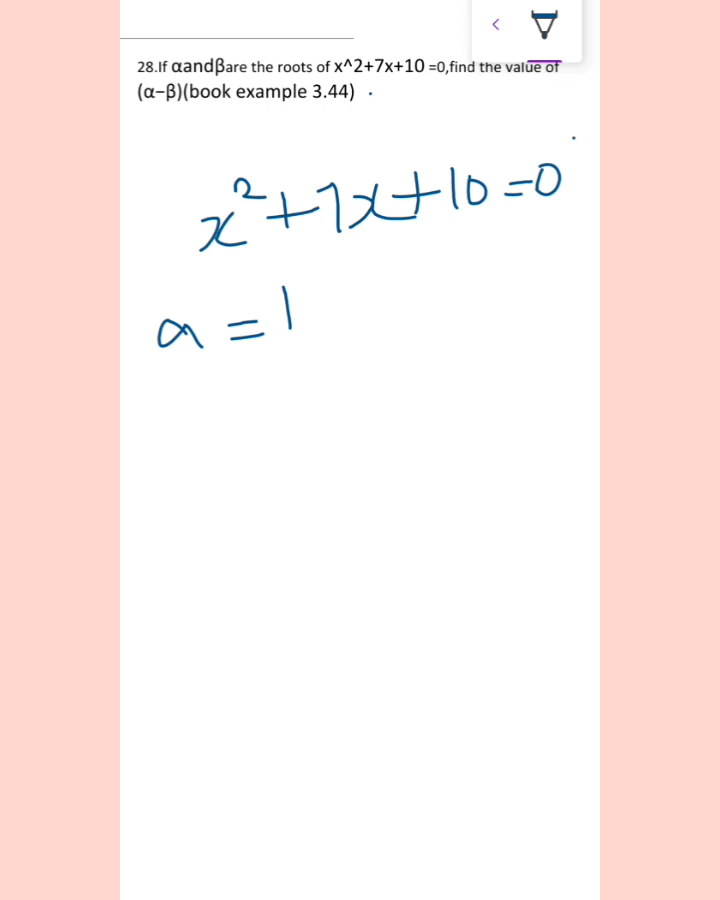 28.If αandβare the roots of x^2+7x+10 =0,find the value of
(α−β)(book example 3.44) .
x²+7x+10=0
a = 1